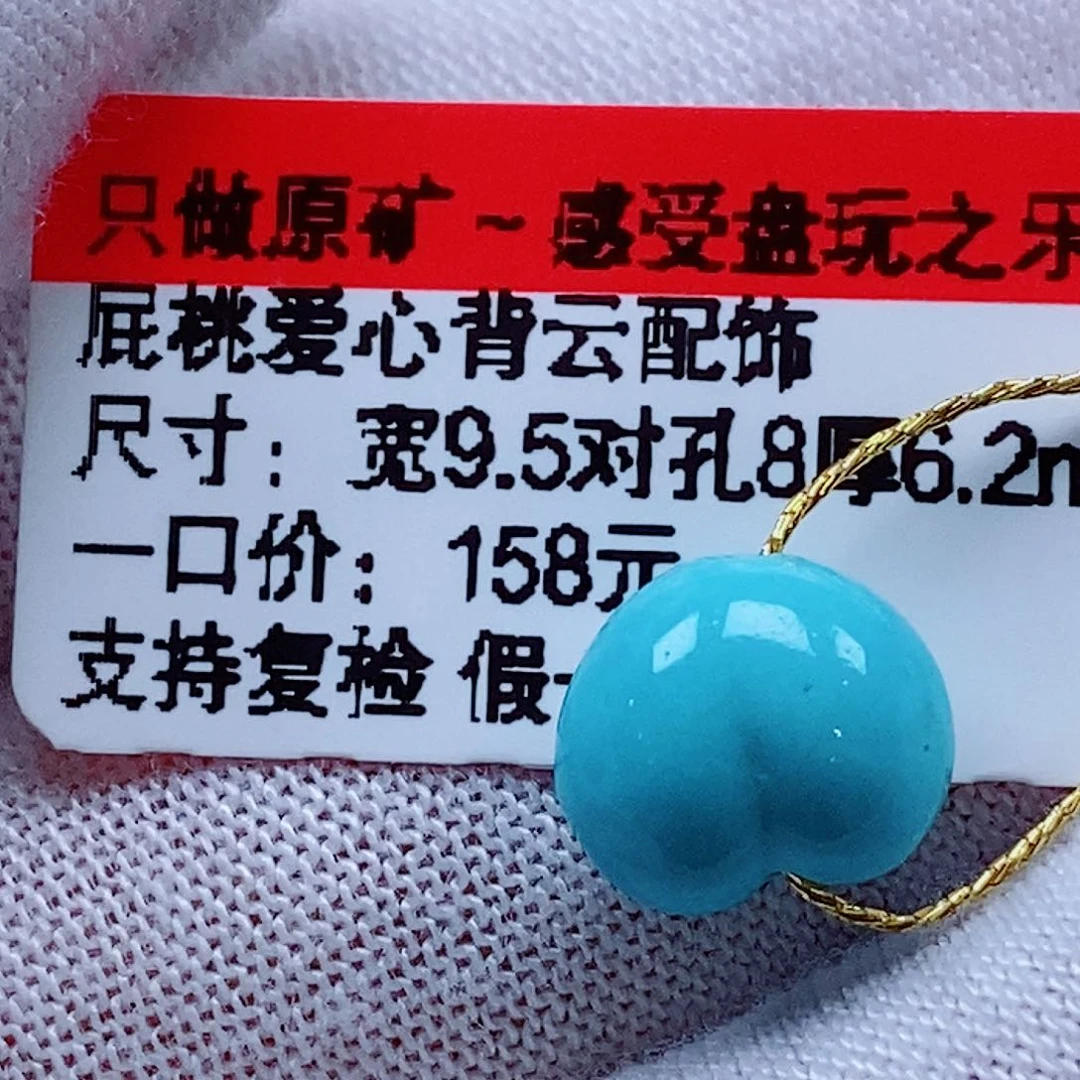 只做原矿~感受盘玩之乐
屁桃爱心背云配饰
尺寸：宽9.5对孔8厚6.2m
一口价：158元
支持复检 假一